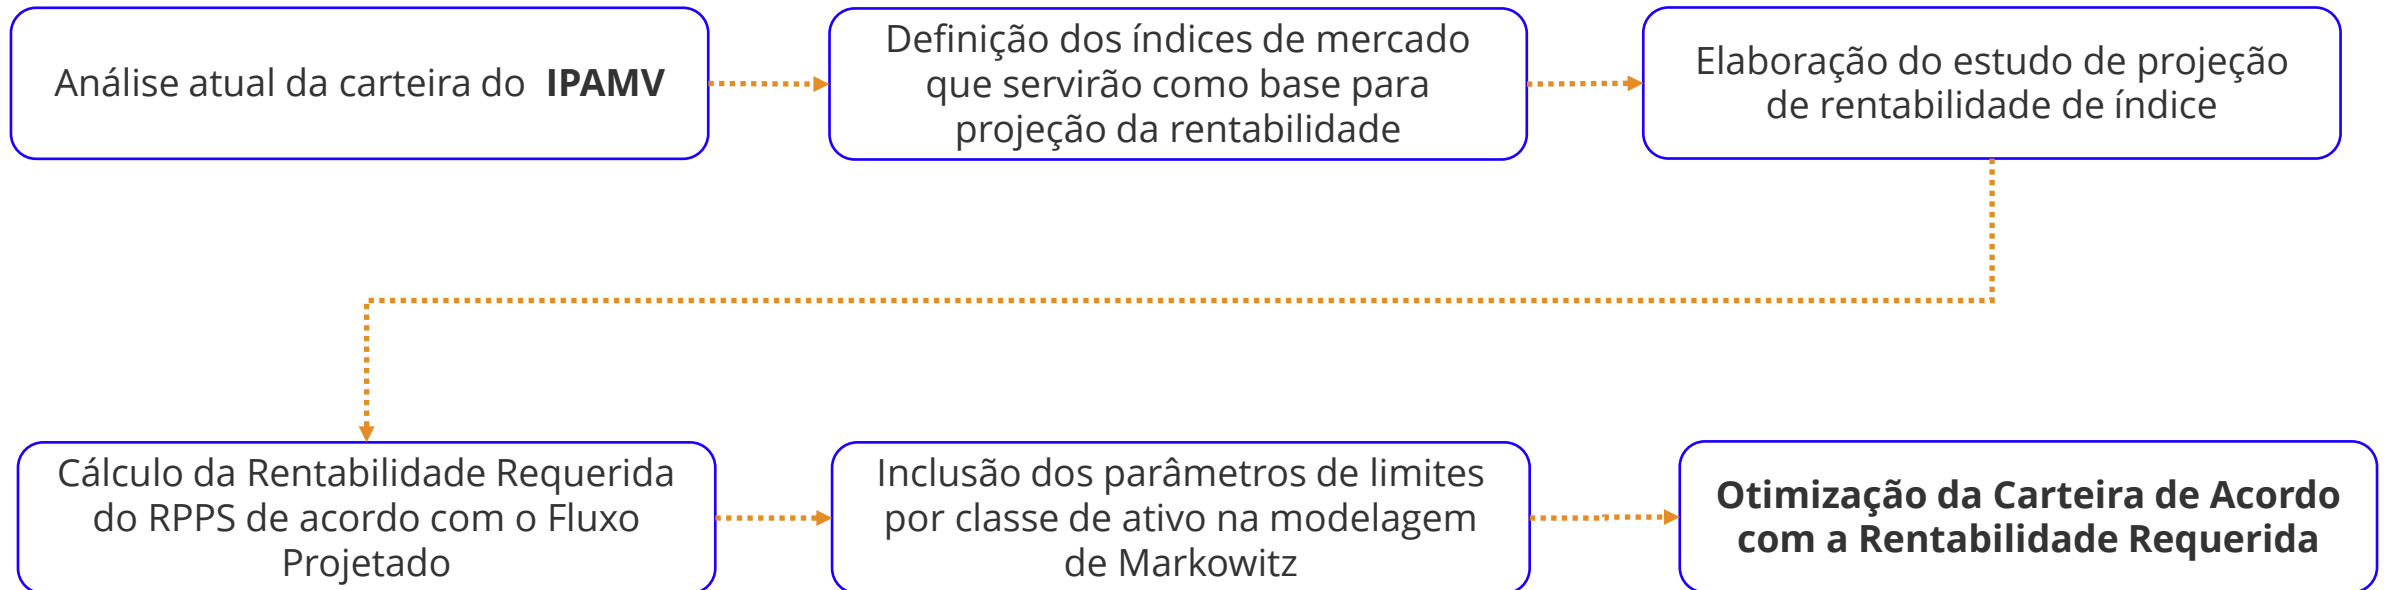 Análise atual da carteira do IPAMV
Definição dos índices de mercado
que servirão como base para
projeção da rentabilidade
Elaboração do estudo de projeção
de rentabilidade de índice
Cálculo da Rentabilidade Requerida
do RPPS de acordo com o Fluxo
Projetado
Inclusão dos parâmetros de limites
por classe de ativo na modelagem
de Markowitz
Otimização da Carteira de Acordo
com a Rentabilidade Requerida